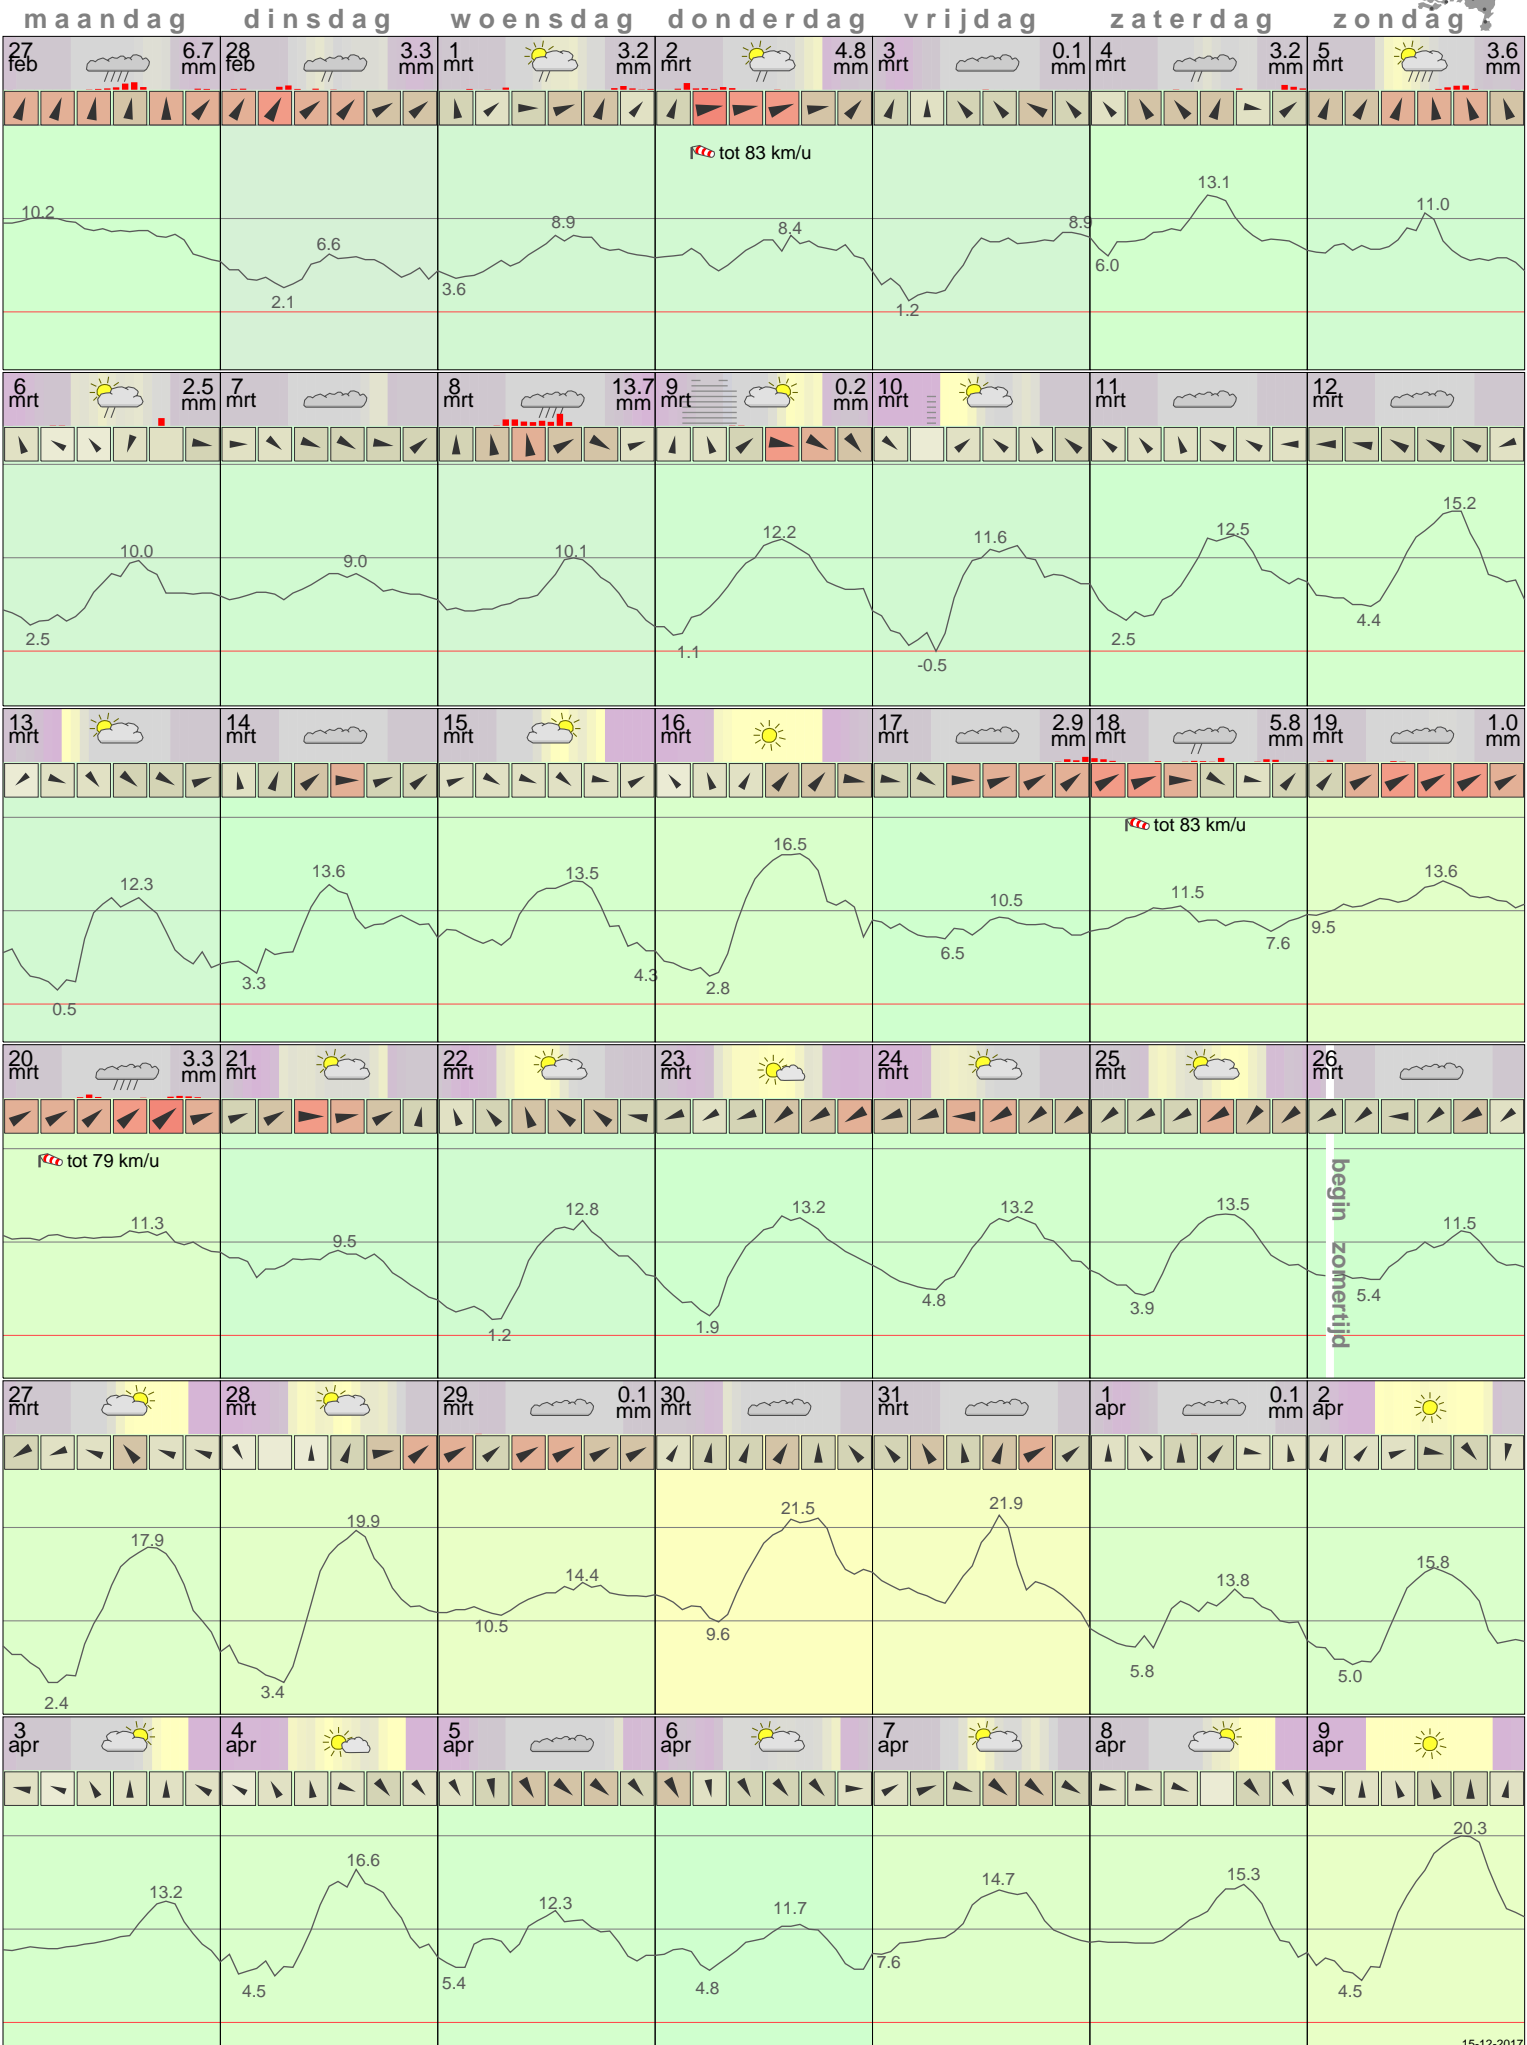 maandag dinsdag woensdag donderdag vrijdag zaterdag zondag
27 6.7 28 3.3 1 3.2 2 4.8 3 0.1 4 3.2 5 3.6
feb mm feb mm mrt mm mrt mm mrt mm mrt mm mrt mm
tot 83 km/u
10.2 6.6 8.9 8.4 8.9 13.1 11.0
2.1 3.6 1.2 6.0
6 2.5 7 8 13.7 9 0.2 10 11 12
mrt mm mrt mrt mm mrt mm mrt mrt mrt
10.0 9.0 10.1 12.2 11.6 12.5 15.2
2.5 1.1 -0.5 2.5 4.4
13 14 15 16 17 2.9 18 5.8 19 1.0
mrt mrt mrt mrt mrt mm mrt mm mrt mm
tot 83 km/u
12.3 13.6 13.5 16.5 10.5 11.5 13.6
0.5 3.3 4.3 2.8 6.5 7.6 9.5
20 3.3 21 22 23 24 25 26
mrt mm mrt mrt mrt mrt mrt mrt
tot 79 km/u
begin zomertijd
11.3 9.5 12.8 13.2 13.2 13.5 11.5
1.2 1.9 4.8 3.9 5.4
27 28 29 0.1 30 31 1 0.1 2
mrt mrt mrt mm mrt mrt apr mm apr
17.9 19.9 14.4 21.5 21.9 13.8 15.8
2.4 3.4 10.5 9.6 5.8 5.0
3 4 5 6 7 8 9
apr apr apr apr apr apr apr
13.2 16.6 12.3 11.7 14.7 15.3 20.3
4.5 5.4 4.8 7.6 4.5
15-12-2017